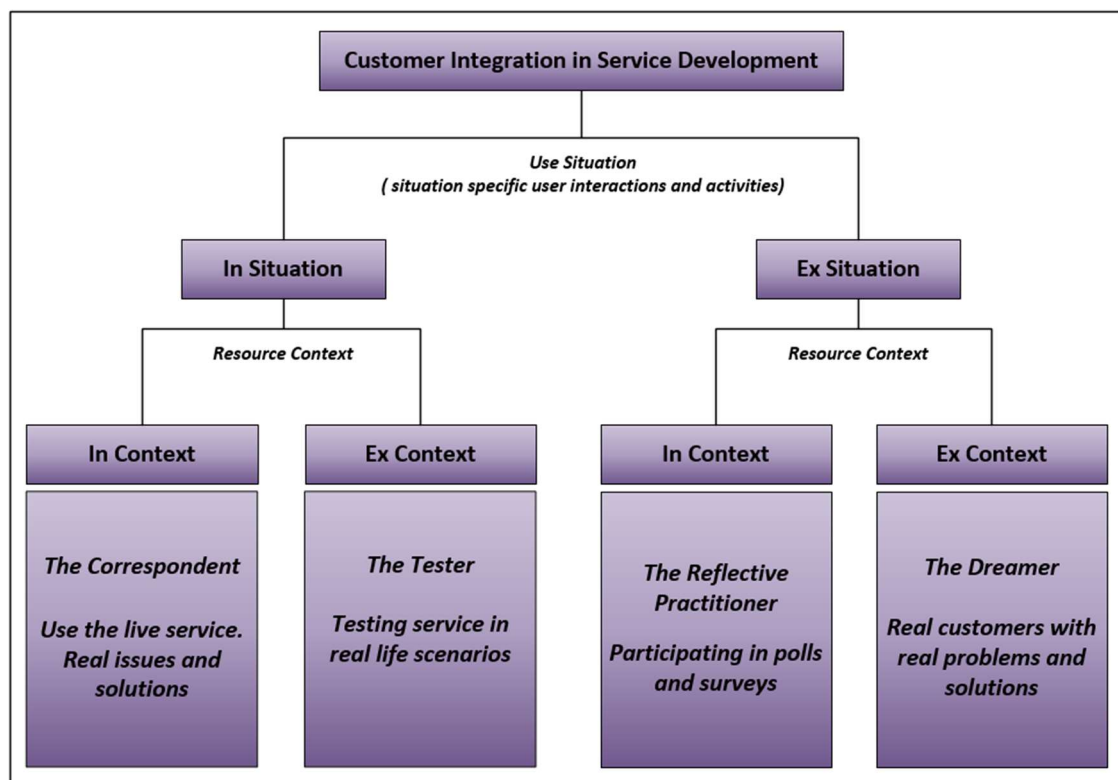 Customer Integration in Service Development
Use Situation
( situation specific user interactions and activities)
In Situation
Ex Situation
Resource Context
Resource Context
In Context
Ex Context
In Context
Ex Context
The Correspondent
Use the live service.
Real issues and
solutions
The Tester
Testing service in
real life scenarios
The Reflective
Practitioner
Participating in polls
and surveys
The Dreamer
Real customers with
real problems and
solutions